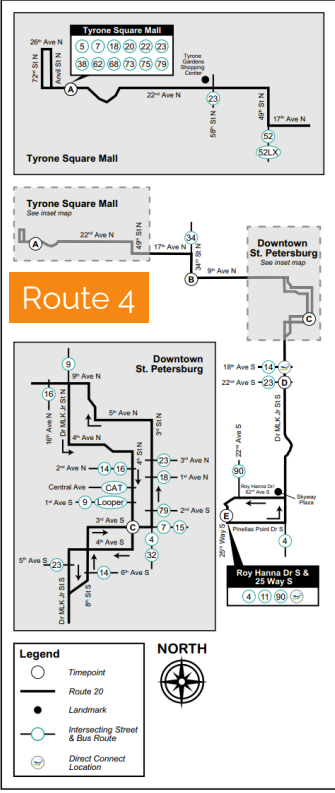 Tyrone Square Mall
5 7 18 20 22 23
38 62 68 73 75 79
26th Ave N
72nd St N
Anvil St N
A
22nd Ave N
Tyrone
Gardens
Shopping
Center
23
58th St N
49th St N
17th Ave N
52
52LX
Tyrone Square Mall
Tyrone Square Mall
See inset map
22nd Ave N
A
49th St N
17th Ave N
34
34th St N
B
9th Ave N
Downtown
St. Petersburg
See inset map
C
Route 4
18th Ave S
14
22nd Ave S
23
D
Dr MLK Jr St S
22nd Ave S
90
Roy Hanna Dr/
62nd Ave S
Skyway
Plaza
E
Pinellas Point Dr S
25th Way S
4
Roy Hanna Dr S &
25 Way S
4 11 90
Downtown
St. Petersburg
9
9th Ave N
16
16th Ave N
Dr MLK Jr St N
5th Ave N
4th Ave N
3rd St N
4th St N
23
3rd Ave N
2nd Ave N
14
16
18
1st Ave N
Central Ave
CAT
1st Ave S
9
Looper
79
2nd Ave S
3rd Ave S
C
7
15
4
32
4th Ave S
5th Ave S
23
14
6th Ave S
Dr MLK Jr St S
8th St S
Legend
Timepoint
Route 20
Landmark
Intersecting Street
& Bus Route
Direct Connect
Location
NORTH